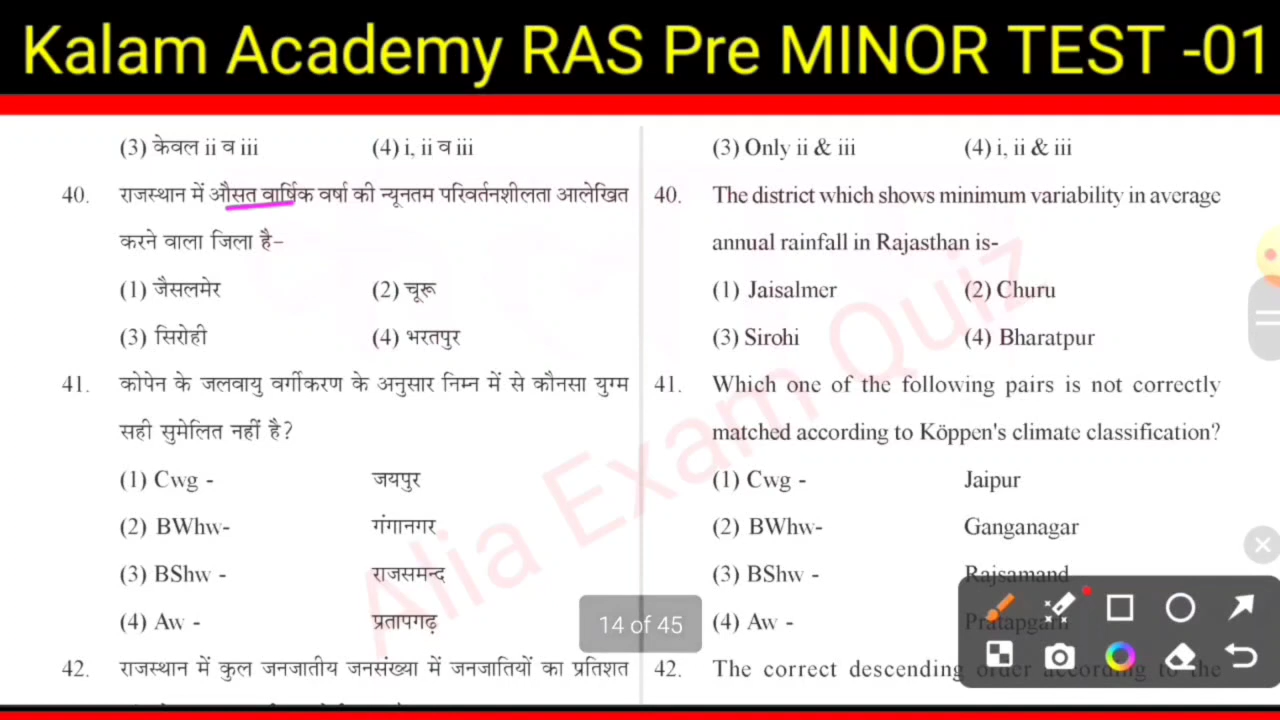 Kalam Academy RAS Pre MINOR TEST -01
(3) केवल ii व iii (4) i, ii व iii
40. राजस्थान में औसत वार्षिक वर्षा की न्यूनतम परिवर्तनशीलता आलेखित
करने वाला जिला है–
(1) जैसलमेर (2) चूरू
(3) सिरोही (4) भरतपुर
41. कोपेन के जलवायु वर्गीकरण के अनुसार निम्न में से कौनसा युग्म
सही सुमेलित नहीं है?
(1) Cwg - जयपुर
(2) BWhw- गंगानगर
(3) BShw - राजसमन्द
(4) Aw - प्रतापगढ़
42. राजस्थान में कुल जनजातीय जनसंख्या में जनजातियों का प्रतिशत
(3) Only ii & iii (4) i, ii & iii
40. The district which shows minimum variability in average
annual rainfall in Rajasthan is-
(1) Jaisalmer (2) Churu
(3) Sirohi (4) Bharatpur
41. Which one of the following pairs is not correctly
matched according to Köppen's climate classification?
(1) Cwg - Jaipur
(2) BWhw- Ganganagar
(3) BShw - Rajsamand
(4) Aw - Pratapgarh
42. The correct descending order according to the
14 of 45
Alia Exam Quiz